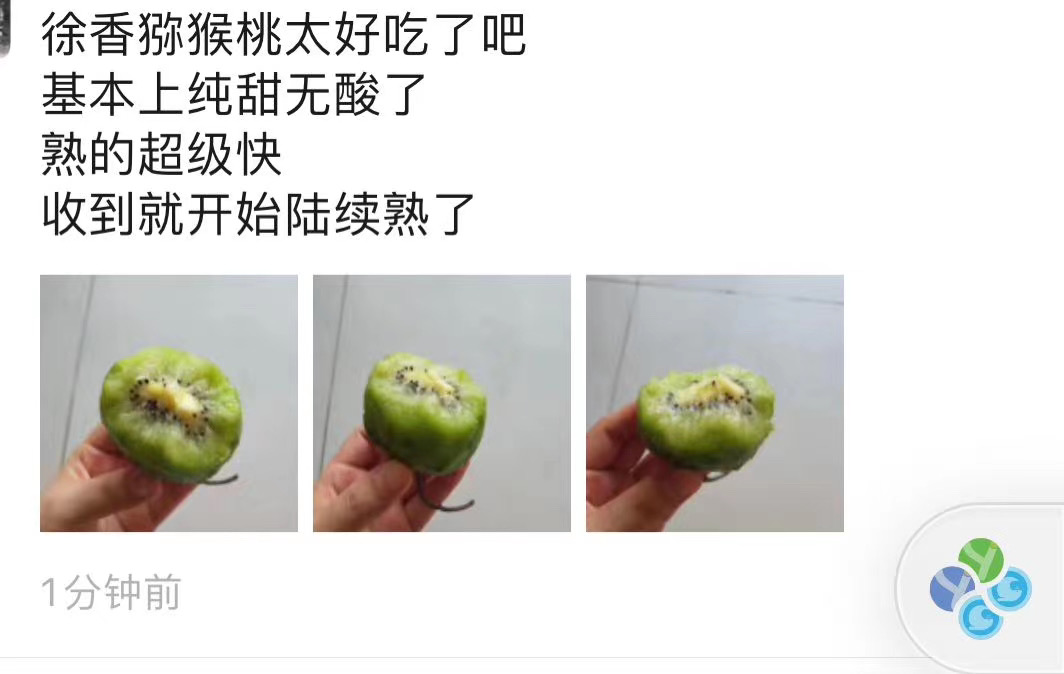 徐香猕猴桃太好吃了吧
基本上纯甜无酸了
熟的超级快
收到就开始陆续熟了
1分钟前